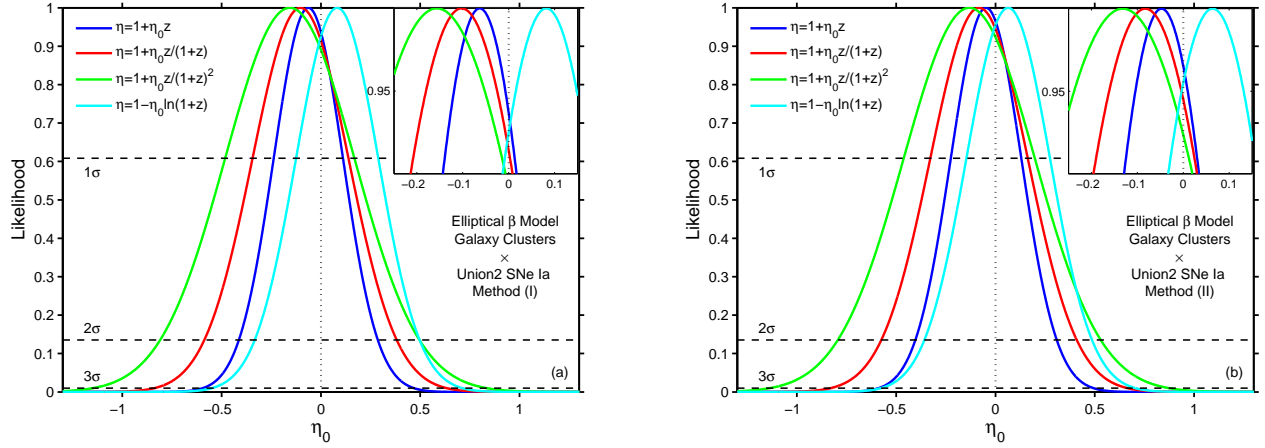 1
0.9
0.8
0.7
0.6
0.5
0.4
0.3
0.2
0.1
0
Likelihood
η=1+η₀z
η=1+η₀z/(1+z)
η=1+η₀z/(1+z)²
η=1−η₀ln(1+z)
0.95
−0.2 −0.1 0 0.1
1σ
2σ
3σ
Elliptical β Model
Galaxy Clusters
×
Union2 SNe Ia
Method (I)
(a)
−1 −0.5 0 0.5 1
η₀
1
0.9
0.8
0.7
0.6
0.5
0.4
0.3
0.2
0.1
0
Likelihood
η=1+η₀z
η=1+η₀z/(1+z)
η=1+η₀z/(1+z)²
η=1−η₀ln(1+z)
0.95
−0.2 −0.1 0 0.1
1σ
2σ
3σ
Elliptical β Model
Galaxy Clusters
×
Union2 SNe Ia
Method (II)
(b)
−1 −0.5 0 0.5 1
η₀